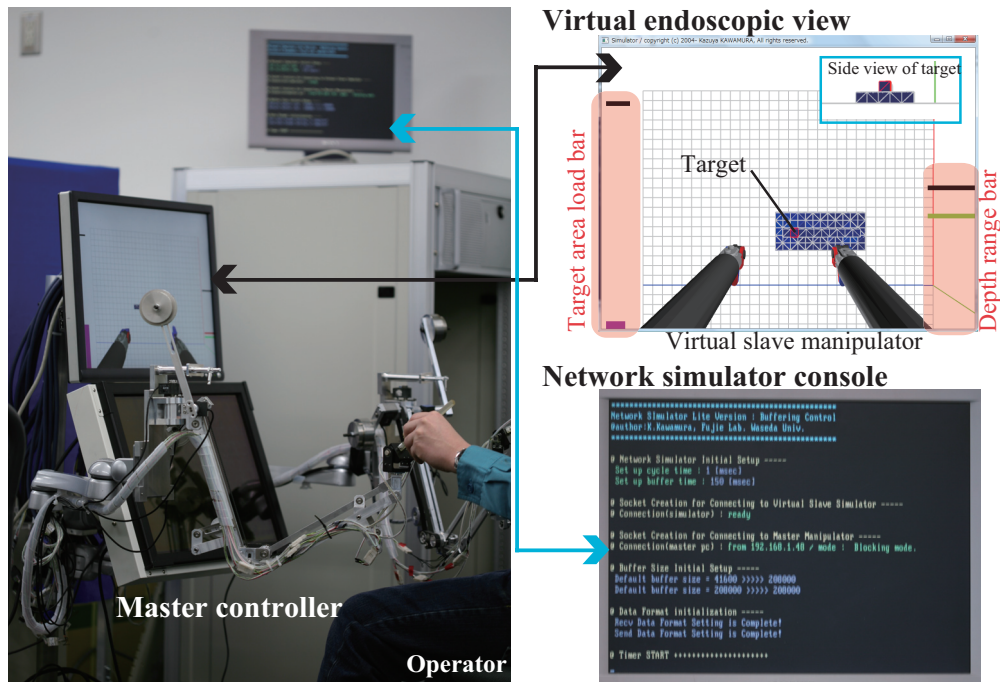 Virtual endoscopic view
Simulator / copyright (c) 2004- Kazuya KAWAMURA, All rights reserved.
Side view of target
Target area load bar
Target
Depth range bar
Virtual slave manipulator
Network simulator console
Network Simulator Lite Version : Buffering Control
@author:K.Kawamura, Fujie Lab. Waseda Univ.
# Network Simulator Initial Setup =====
Set up cycle time : 1 [msec]
Set up buffer time : 150 [msec]
# Socket Creation for Connecting to Virtual Slave Simulator =====
# Connection(simulator) : ready
# Socket Creation for Connecting to Master Manipulator =====
# Connection(master pc) : from 192.168.1.48 / mode : Blocking mode.
# Buffer Size Initial Setup =====
Default buffer size = 41600 >>>>> 200000
Default buffer size = 200000 >>>>> 200000
# Data Format initialization =====
Recv Data Format Setting is Complete!
Send Data Format Setting is Complete!
# Timer START
Master controller
Operator